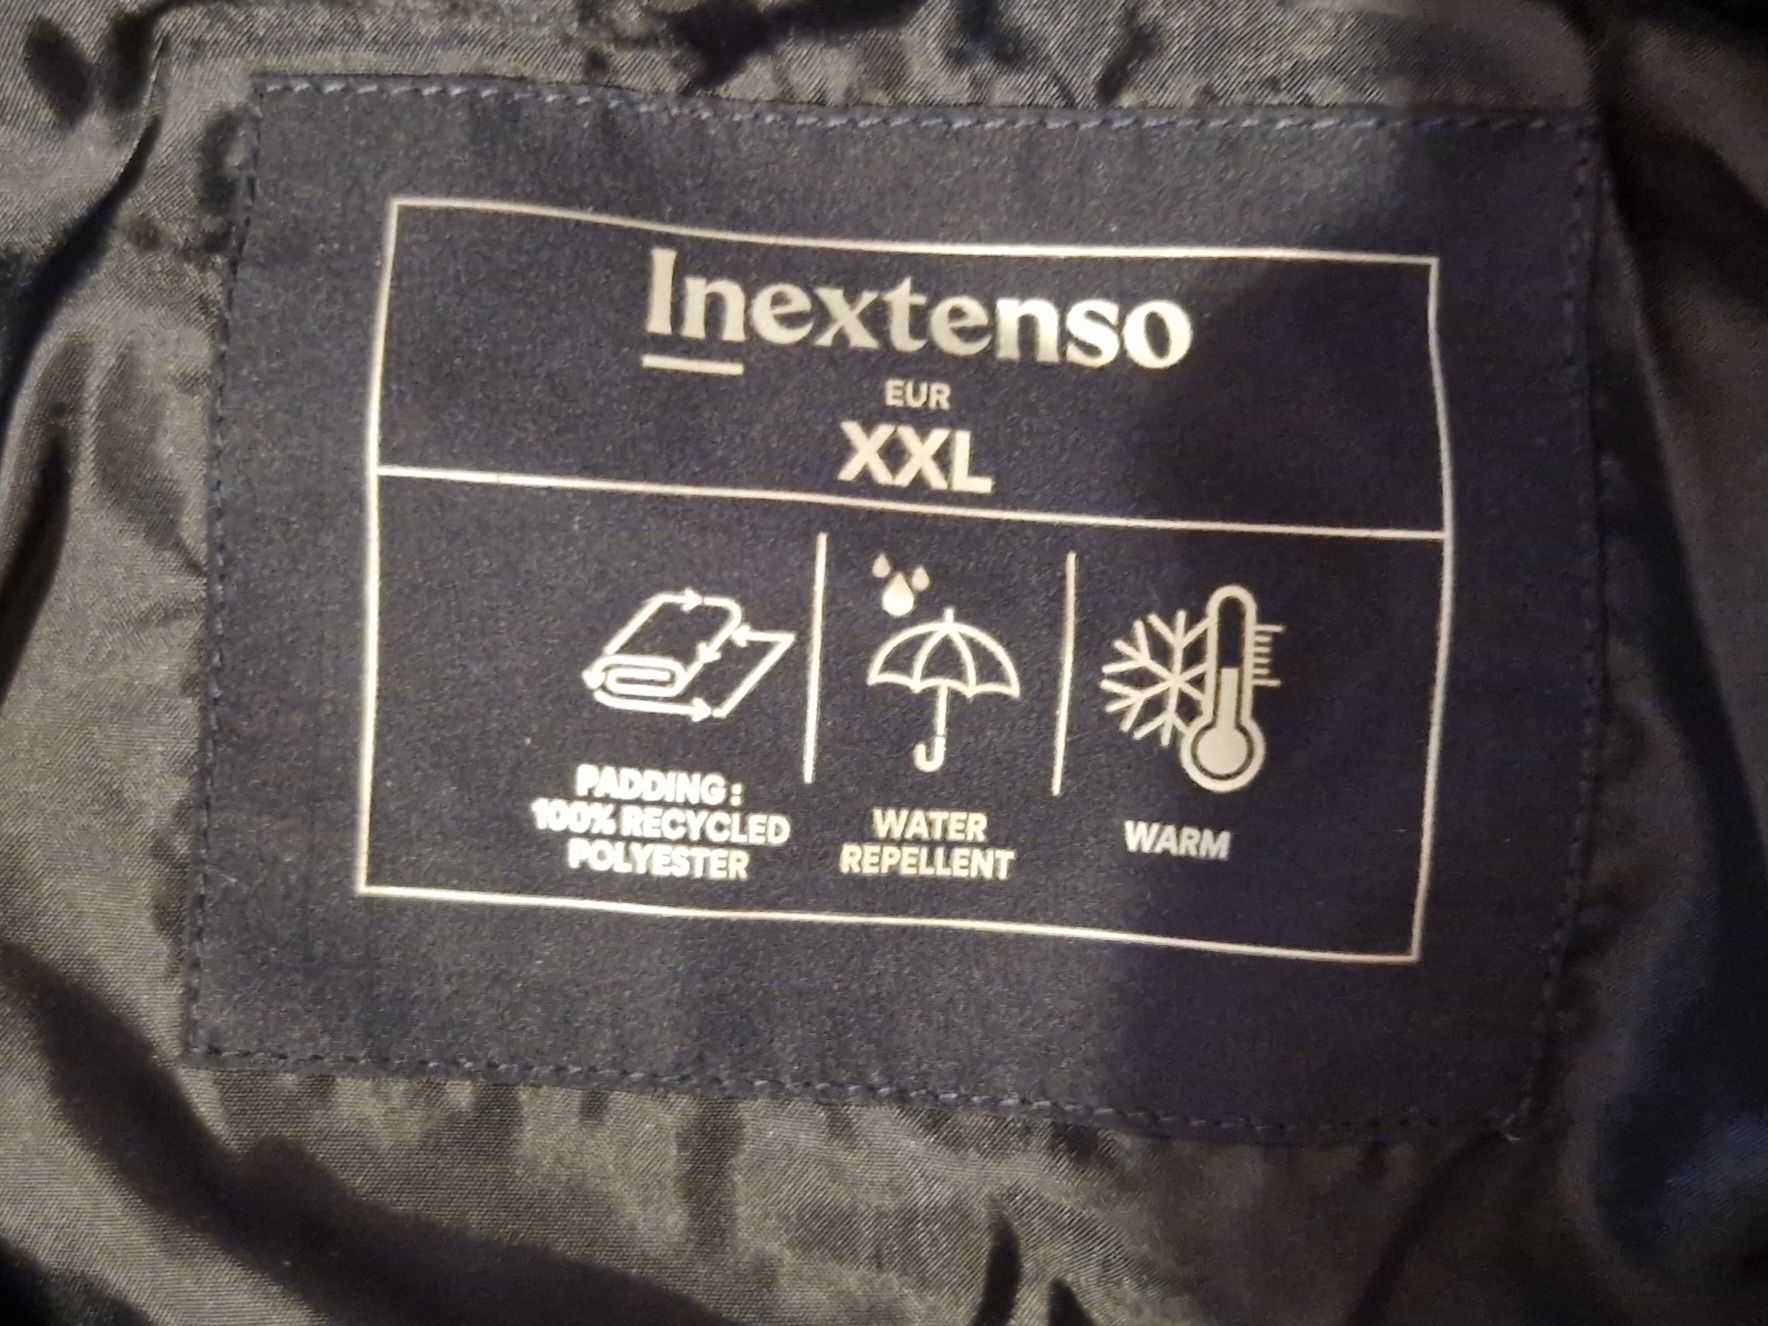 Inextenso
EUR
XXL
PADDING :
100% RECYCLED
POLYESTER
WATER
REPELLENT
WARM